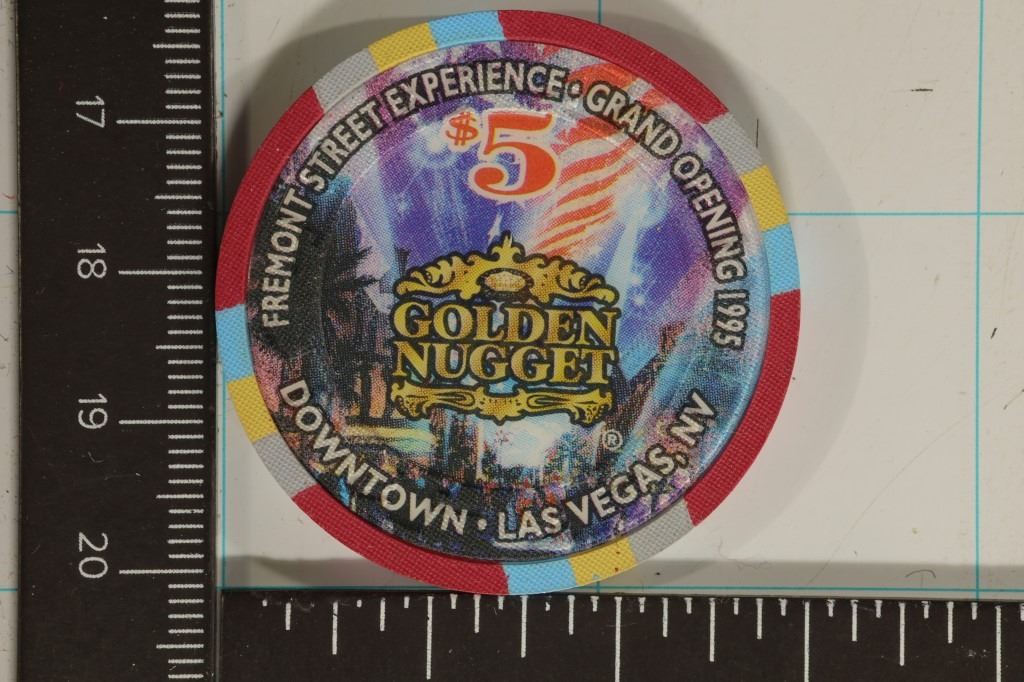 FREMONT STREET EXPERIENCE • GRAND OPENING 1995
$5
GOLDEN
NUGGET
®
DOWNTOWN • LAS VEGAS, NV
17
18
19
20